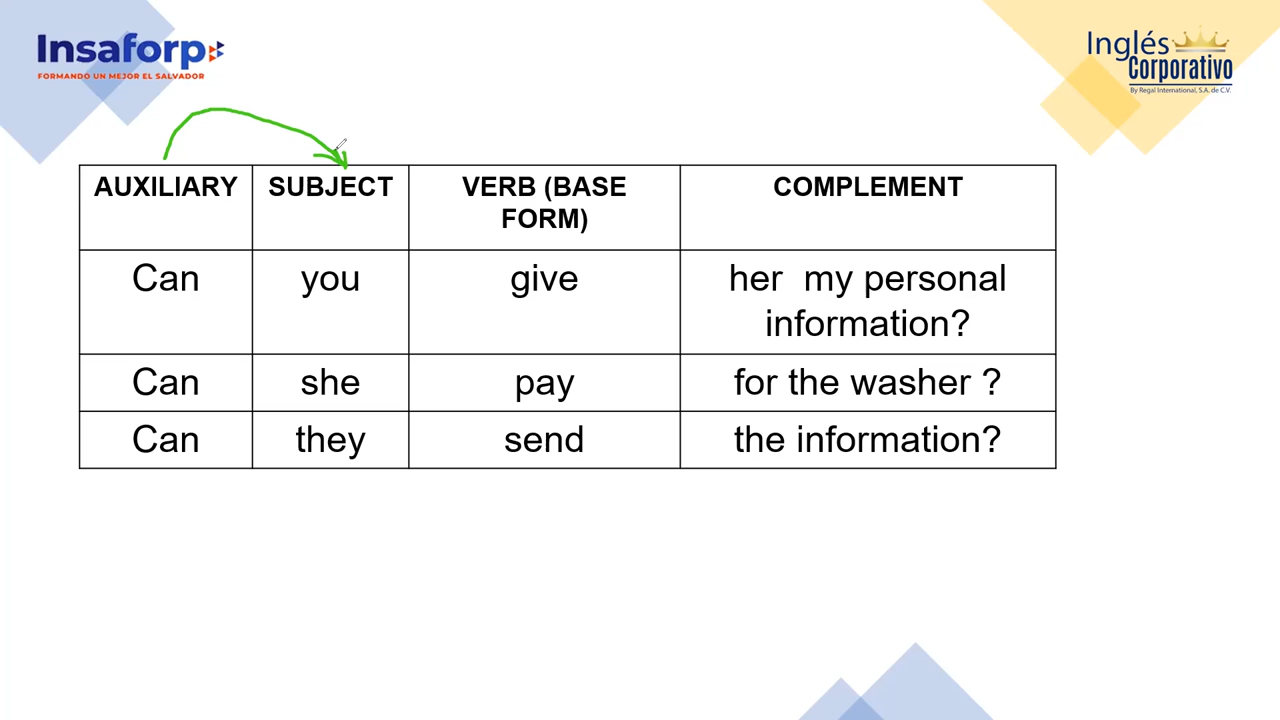 Insaforp
FORMANDO UN MEJOR EL SALVADOR
Inglés
Corporativo
By Regal International, S.A. de C.V.
AUXILIARY SUBJECT VERB (BASE FORM) COMPLEMENT
Can you give her my personal information?
Can she pay for the washer ?
Can they send the information?